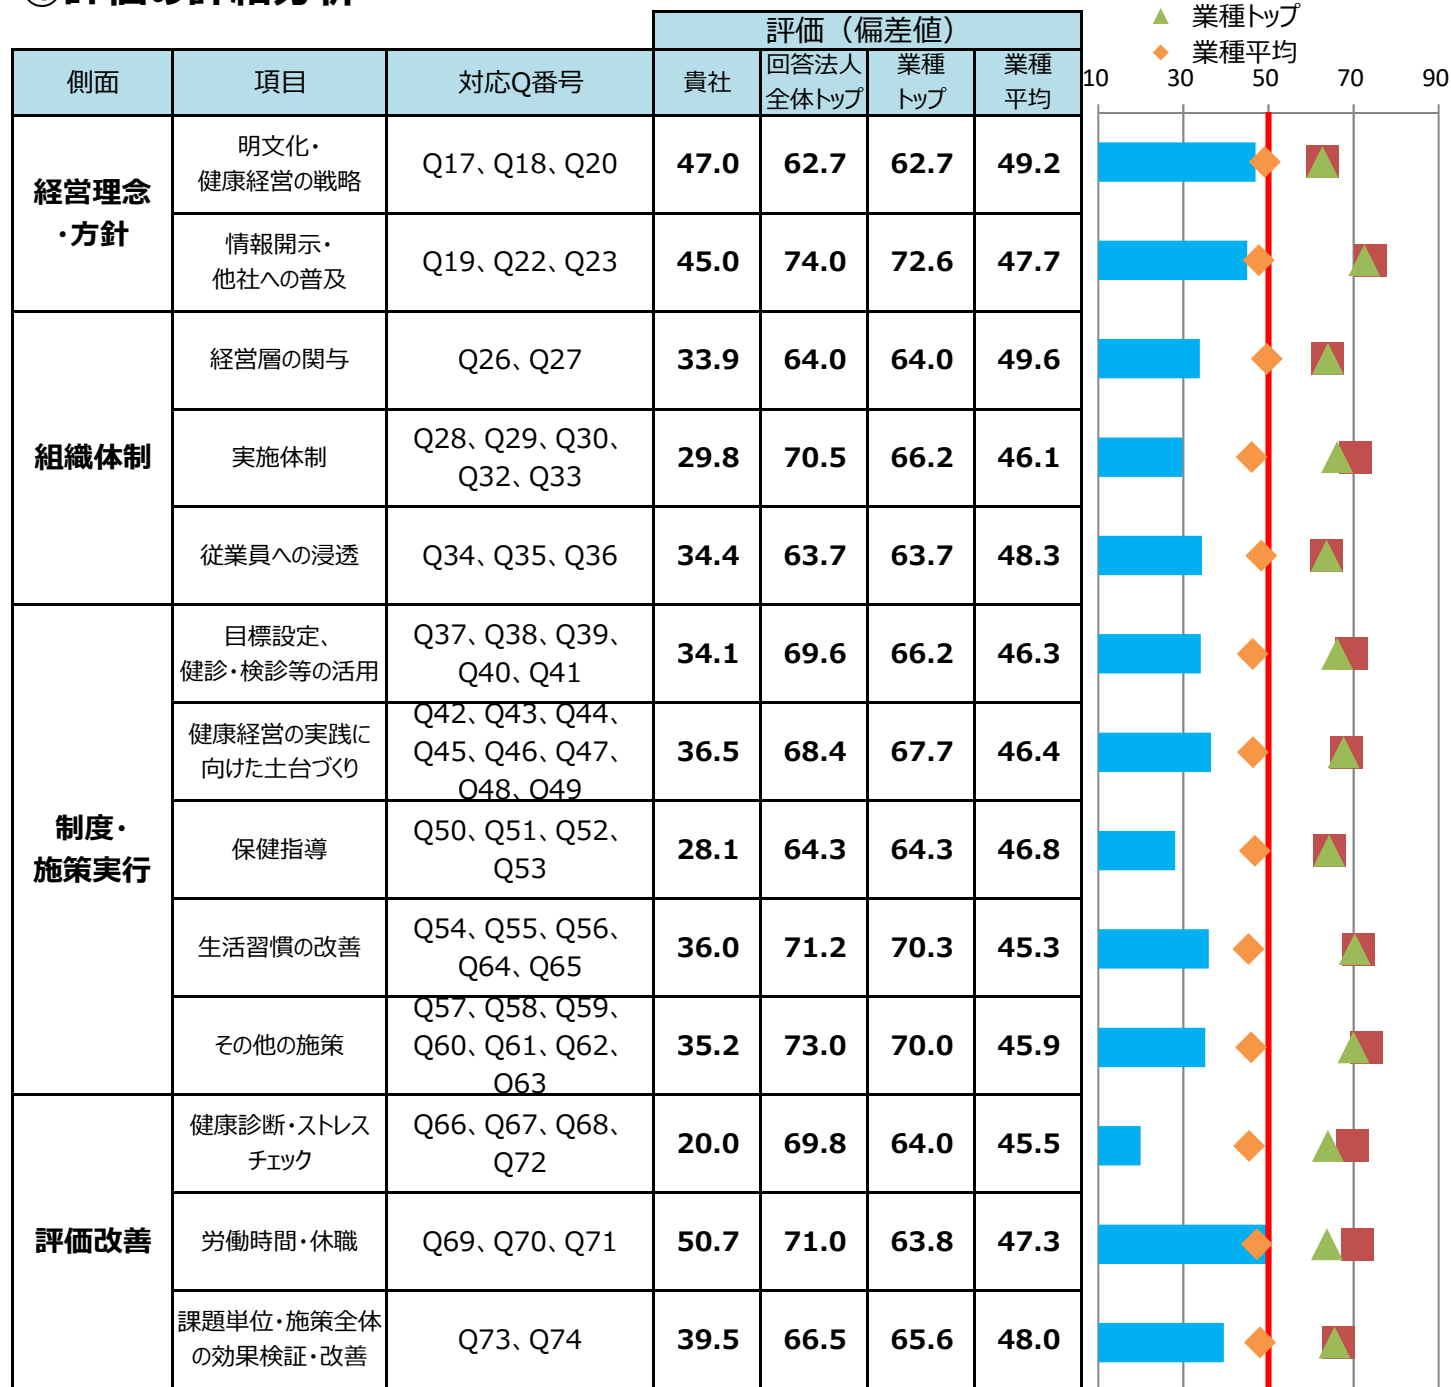 評価（偏差値）
側面 項目 対応Q番号 貴社 回答法人 業種 業種
全体トップ トップ 平均
▲ 業種トップ
◆ 業種平均
10 30 50 70 90
経営理念
・方針
明文化・
健康経営の戦略
Q17、Q18、Q20 47.0 62.7 62.7 49.2
情報開示・
他社への普及
Q19、Q22、Q23 45.0 74.0 72.6 47.7
組織体制
経営層の関与 Q26、Q27 33.9 64.0 64.0 49.6
実施体制
Q28、Q29、Q30、
Q32、Q33
29.8 70.5 66.2 46.1
従業員への浸透 Q34、Q35、Q36 34.4 63.7 63.7 48.3
制度・
施策実行
目標設定、
健診・検診等の活用
Q37、Q38、Q39、
Q40、Q41
34.1 69.6 66.2 46.3
健康経営の実践に
向けた土台づくり
Q42、Q43、Q44、
Q45、Q46、Q47、
Q48、Q49
36.5 68.4 67.7 46.4
保健指導
Q50、Q51、Q52、
Q53
28.1 64.3 64.3 46.8
生活習慣の改善
Q54、Q55、Q56、
Q64、Q65
36.0 71.2 70.3 45.3
その他の施策
Q57、Q58、Q59、
Q60、Q61、Q62、
Q63
35.2 73.0 70.0 45.9
評価改善
健康診断・ストレス
チェック
Q66、Q67、Q68、
Q72
20.0 69.8 64.0 45.5
労働時間・休職 Q69、Q70、Q71 50.7 71.0 63.8 47.3
課題単位・施策全体
の効果検証・改善
Q73、Q74 39.5 66.5 65.6 48.0